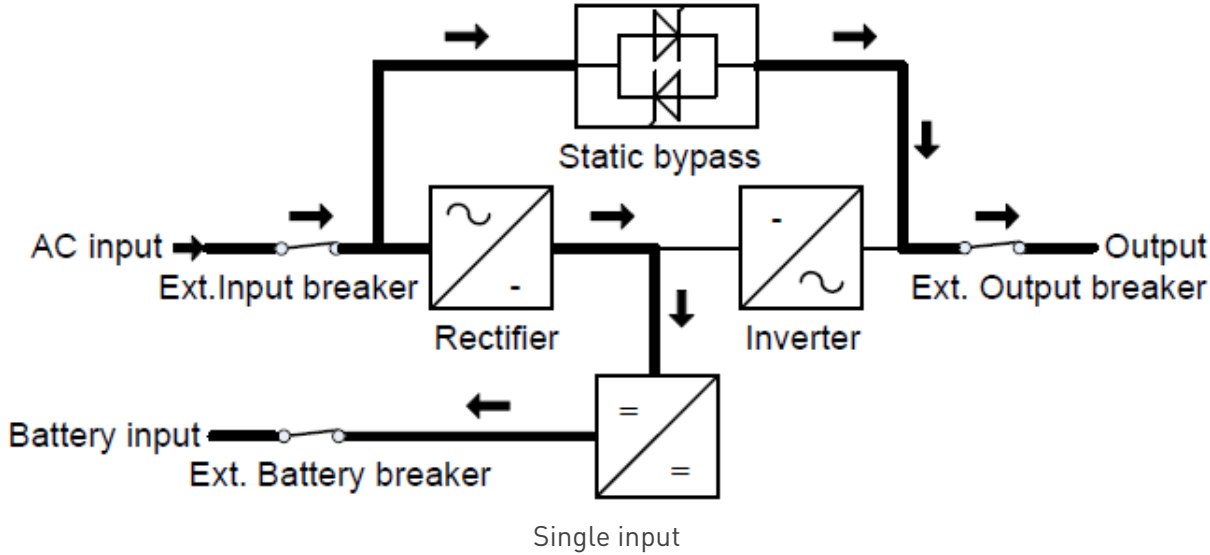 Static bypass
AC input
Output
Ext.Input breaker
Ext. Output breaker
-
-
Rectifier
Inverter
=
=
Battery input
Ext. Battery breaker
Single input